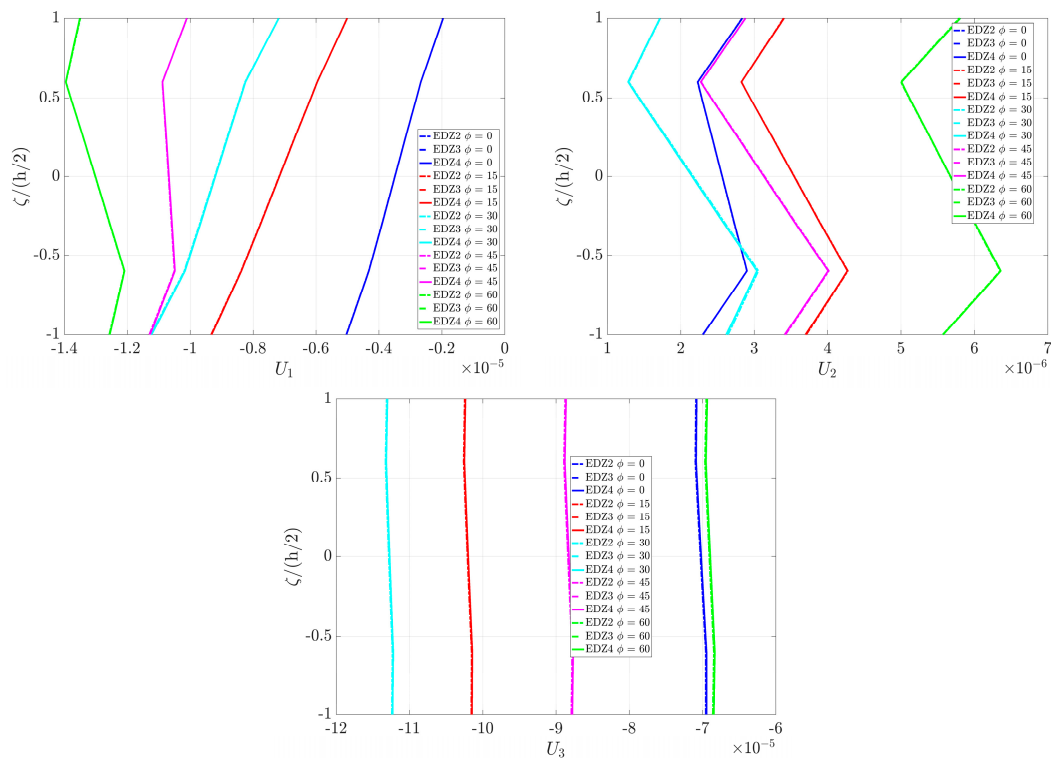 1
0.5
0
-0.5
-1
ζ/(h/2)
-1.4 -1.2 -1 -0.8 -0.6 -0.4 -0.2 0
U₁
×10⁻⁵
EDZ2 ϕ = 0
EDZ3 ϕ = 0
EDZ4 ϕ = 0
EDZ2 ϕ = 15
EDZ3 ϕ = 15
EDZ4 ϕ = 15
EDZ2 ϕ = 30
EDZ3 ϕ = 30
EDZ4 ϕ = 30
EDZ2 ϕ = 45
EDZ3 ϕ = 45
EDZ4 ϕ = 45
EDZ2 ϕ = 60
EDZ3 ϕ = 60
EDZ4 ϕ = 60
1
0.5
0
-0.5
-1
ζ/(h/2)
1 2 3 4 5 6 7
U₂
×10⁻⁶
EDZ2 ϕ = 0
EDZ3 ϕ = 0
EDZ4 ϕ = 0
EDZ2 ϕ = 15
EDZ3 ϕ = 15
EDZ4 ϕ = 15
EDZ2 ϕ = 30
EDZ3 ϕ = 30
EDZ4 ϕ = 30
EDZ2 ϕ = 45
EDZ3 ϕ = 45
EDZ4 ϕ = 45
EDZ2 ϕ = 60
EDZ3 ϕ = 60
EDZ4 ϕ = 60
1
0.5
0
-0.5
-1
ζ/(h/2)
-12 -11 -10 -9 -8 -7 -6
U₃
×10⁻⁵
EDZ2 ϕ = 0
EDZ3 ϕ = 0
EDZ4 ϕ = 0
EDZ2 ϕ = 15
EDZ3 ϕ = 15
EDZ4 ϕ = 15
EDZ2 ϕ = 30
EDZ3 ϕ = 30
EDZ4 ϕ = 30
EDZ2 ϕ = 45
EDZ3 ϕ = 45
EDZ4 ϕ = 45
EDZ2 ϕ = 60
EDZ3 ϕ = 60
EDZ4 ϕ = 60